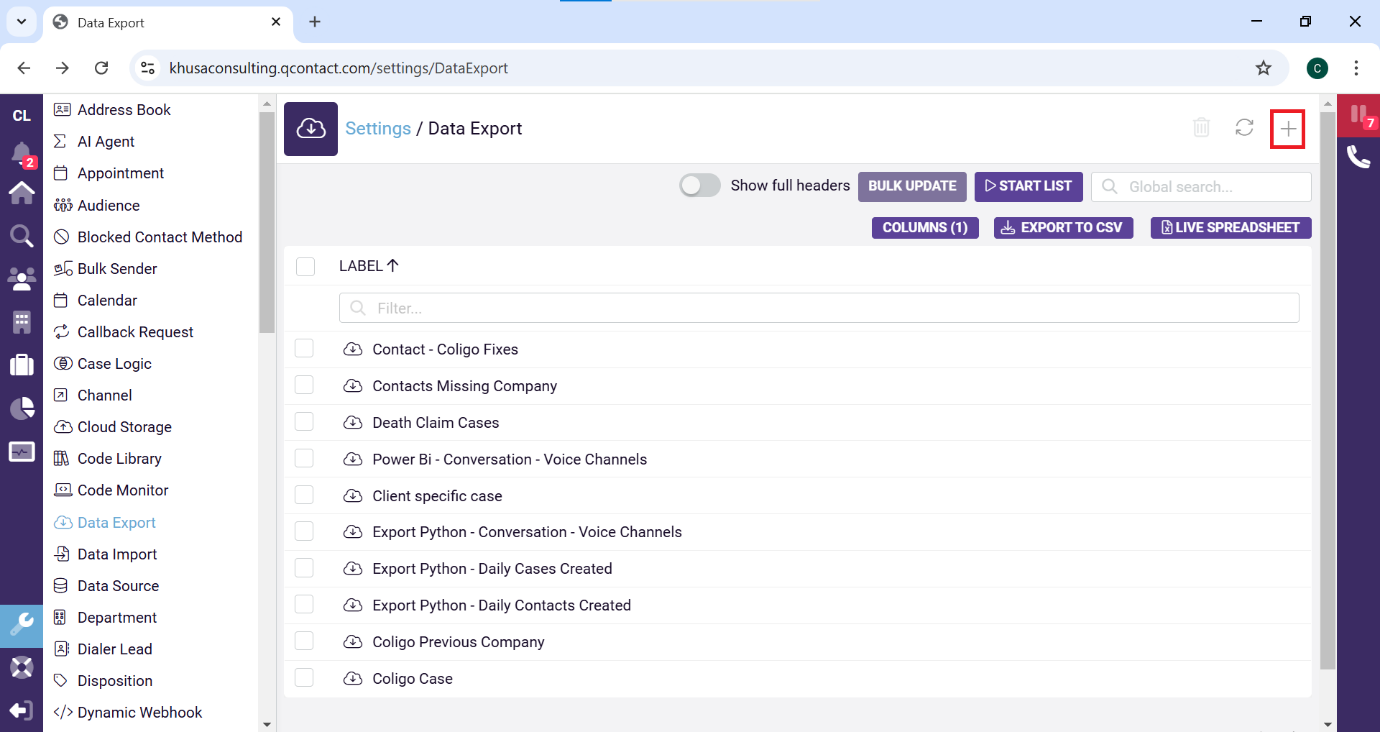 Data Export
khusaconsulting.qcontact.com/settings/DataExport
C
CL
2
Address Book
AI Agent
Appointment
Audience
Blocked Contact Method
Bulk Sender
Calendar
Callback Request
Case Logic
Channel
Cloud Storage
Code Library
Code Monitor
Data Export
Data Import
Data Source
Department
Dialer Lead
Disposition
Dynamic Webhook
Settings / Data Export
7
Show full headers BULK UPDATE START LIST Global search...
COLUMNS (1) EXPORT TO CSV LIVE SPREADSHEET
LABEL
Filter...
Contact - Coligo Fixes
Contacts Missing Company
Death Claim Cases
Power Bi - Conversation - Voice Channels
Client specific case
Export Python - Conversation - Voice Channels
Export Python - Daily Cases Created
Export Python - Daily Contacts Created
Coligo Previous Company
Coligo Case